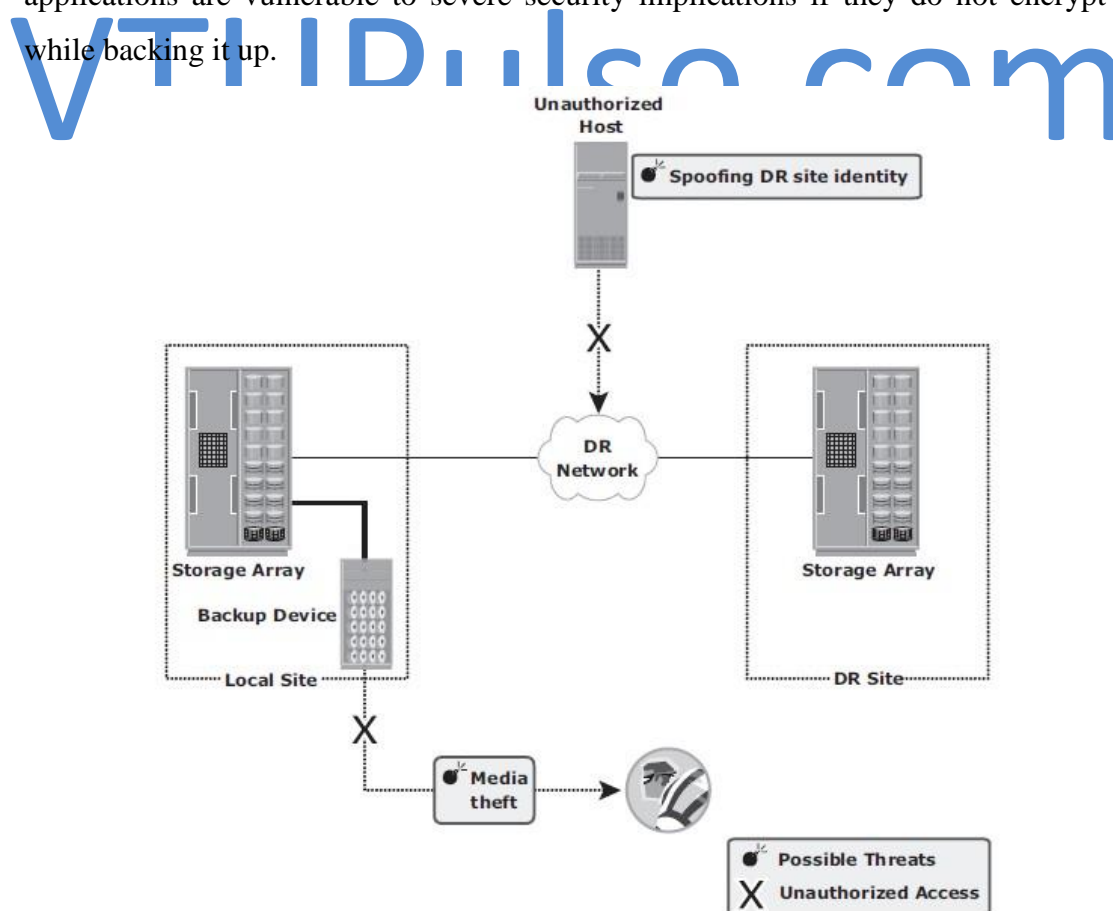 applications are vulnerable to severe security implications if they do not encrypt
while backing it up.
VTUPulse.com
Unauthorized
Host
Spoofing DR site identity
X
DR
Network
Storage Array
Backup Device
Local Site
Storage Array
DR Site
X
Media
theft
Possible Threats
X Unauthorized Access